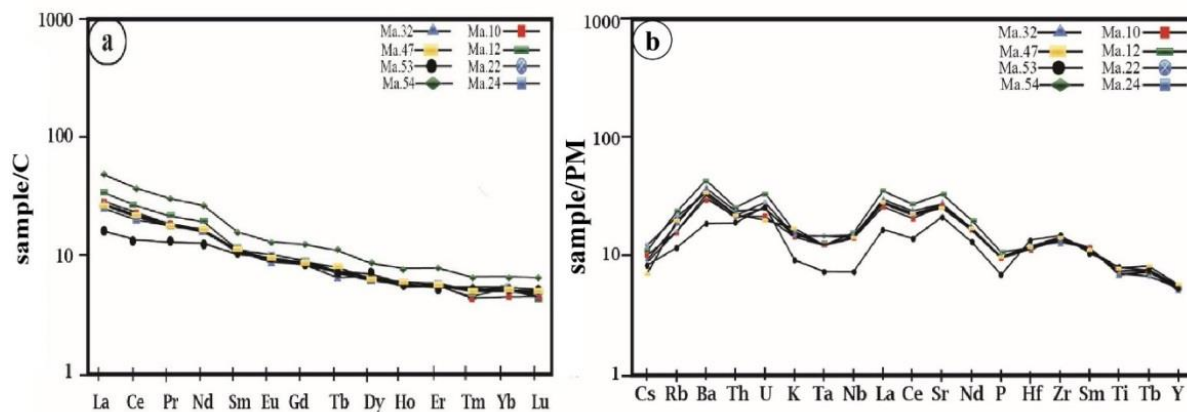 a
sample/C
1000
100
10
1
Ma.32 Ma.10
Ma.47 Ma.12
Ma.53 Ma.22
Ma.54 Ma.24
La Ce Pr Nd Sm Eu Gd Tb Dy Ho Er Tm Yb Lu
b
sample/PM
1000
100
10
1
Ma.32 Ma.10
Ma.47 Ma.12
Ma.53 Ma.22
Ma.54 Ma.24
Cs Rb Ba Th U K Ta Nb La Ce Sr Nd P Hf Zr Sm Ti Tb Y